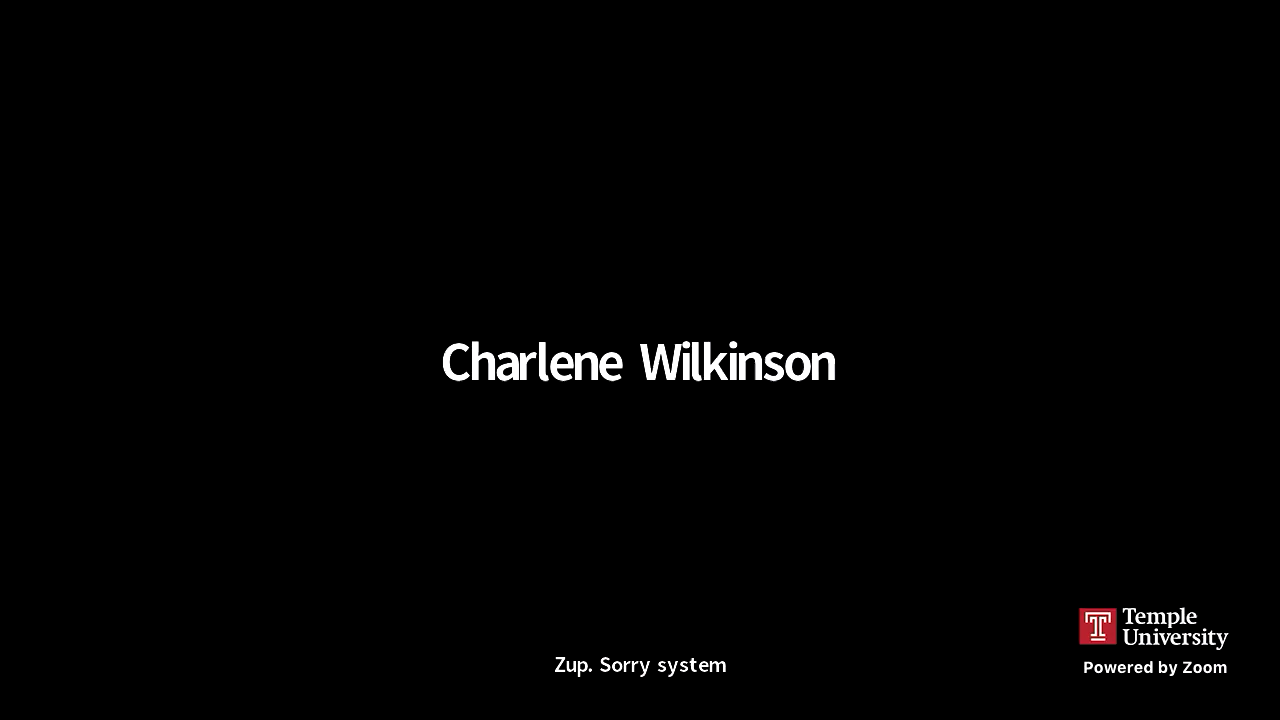 Charlene Wilkinson
Temple
University
Zup. Sorry system
Powered by Zoom